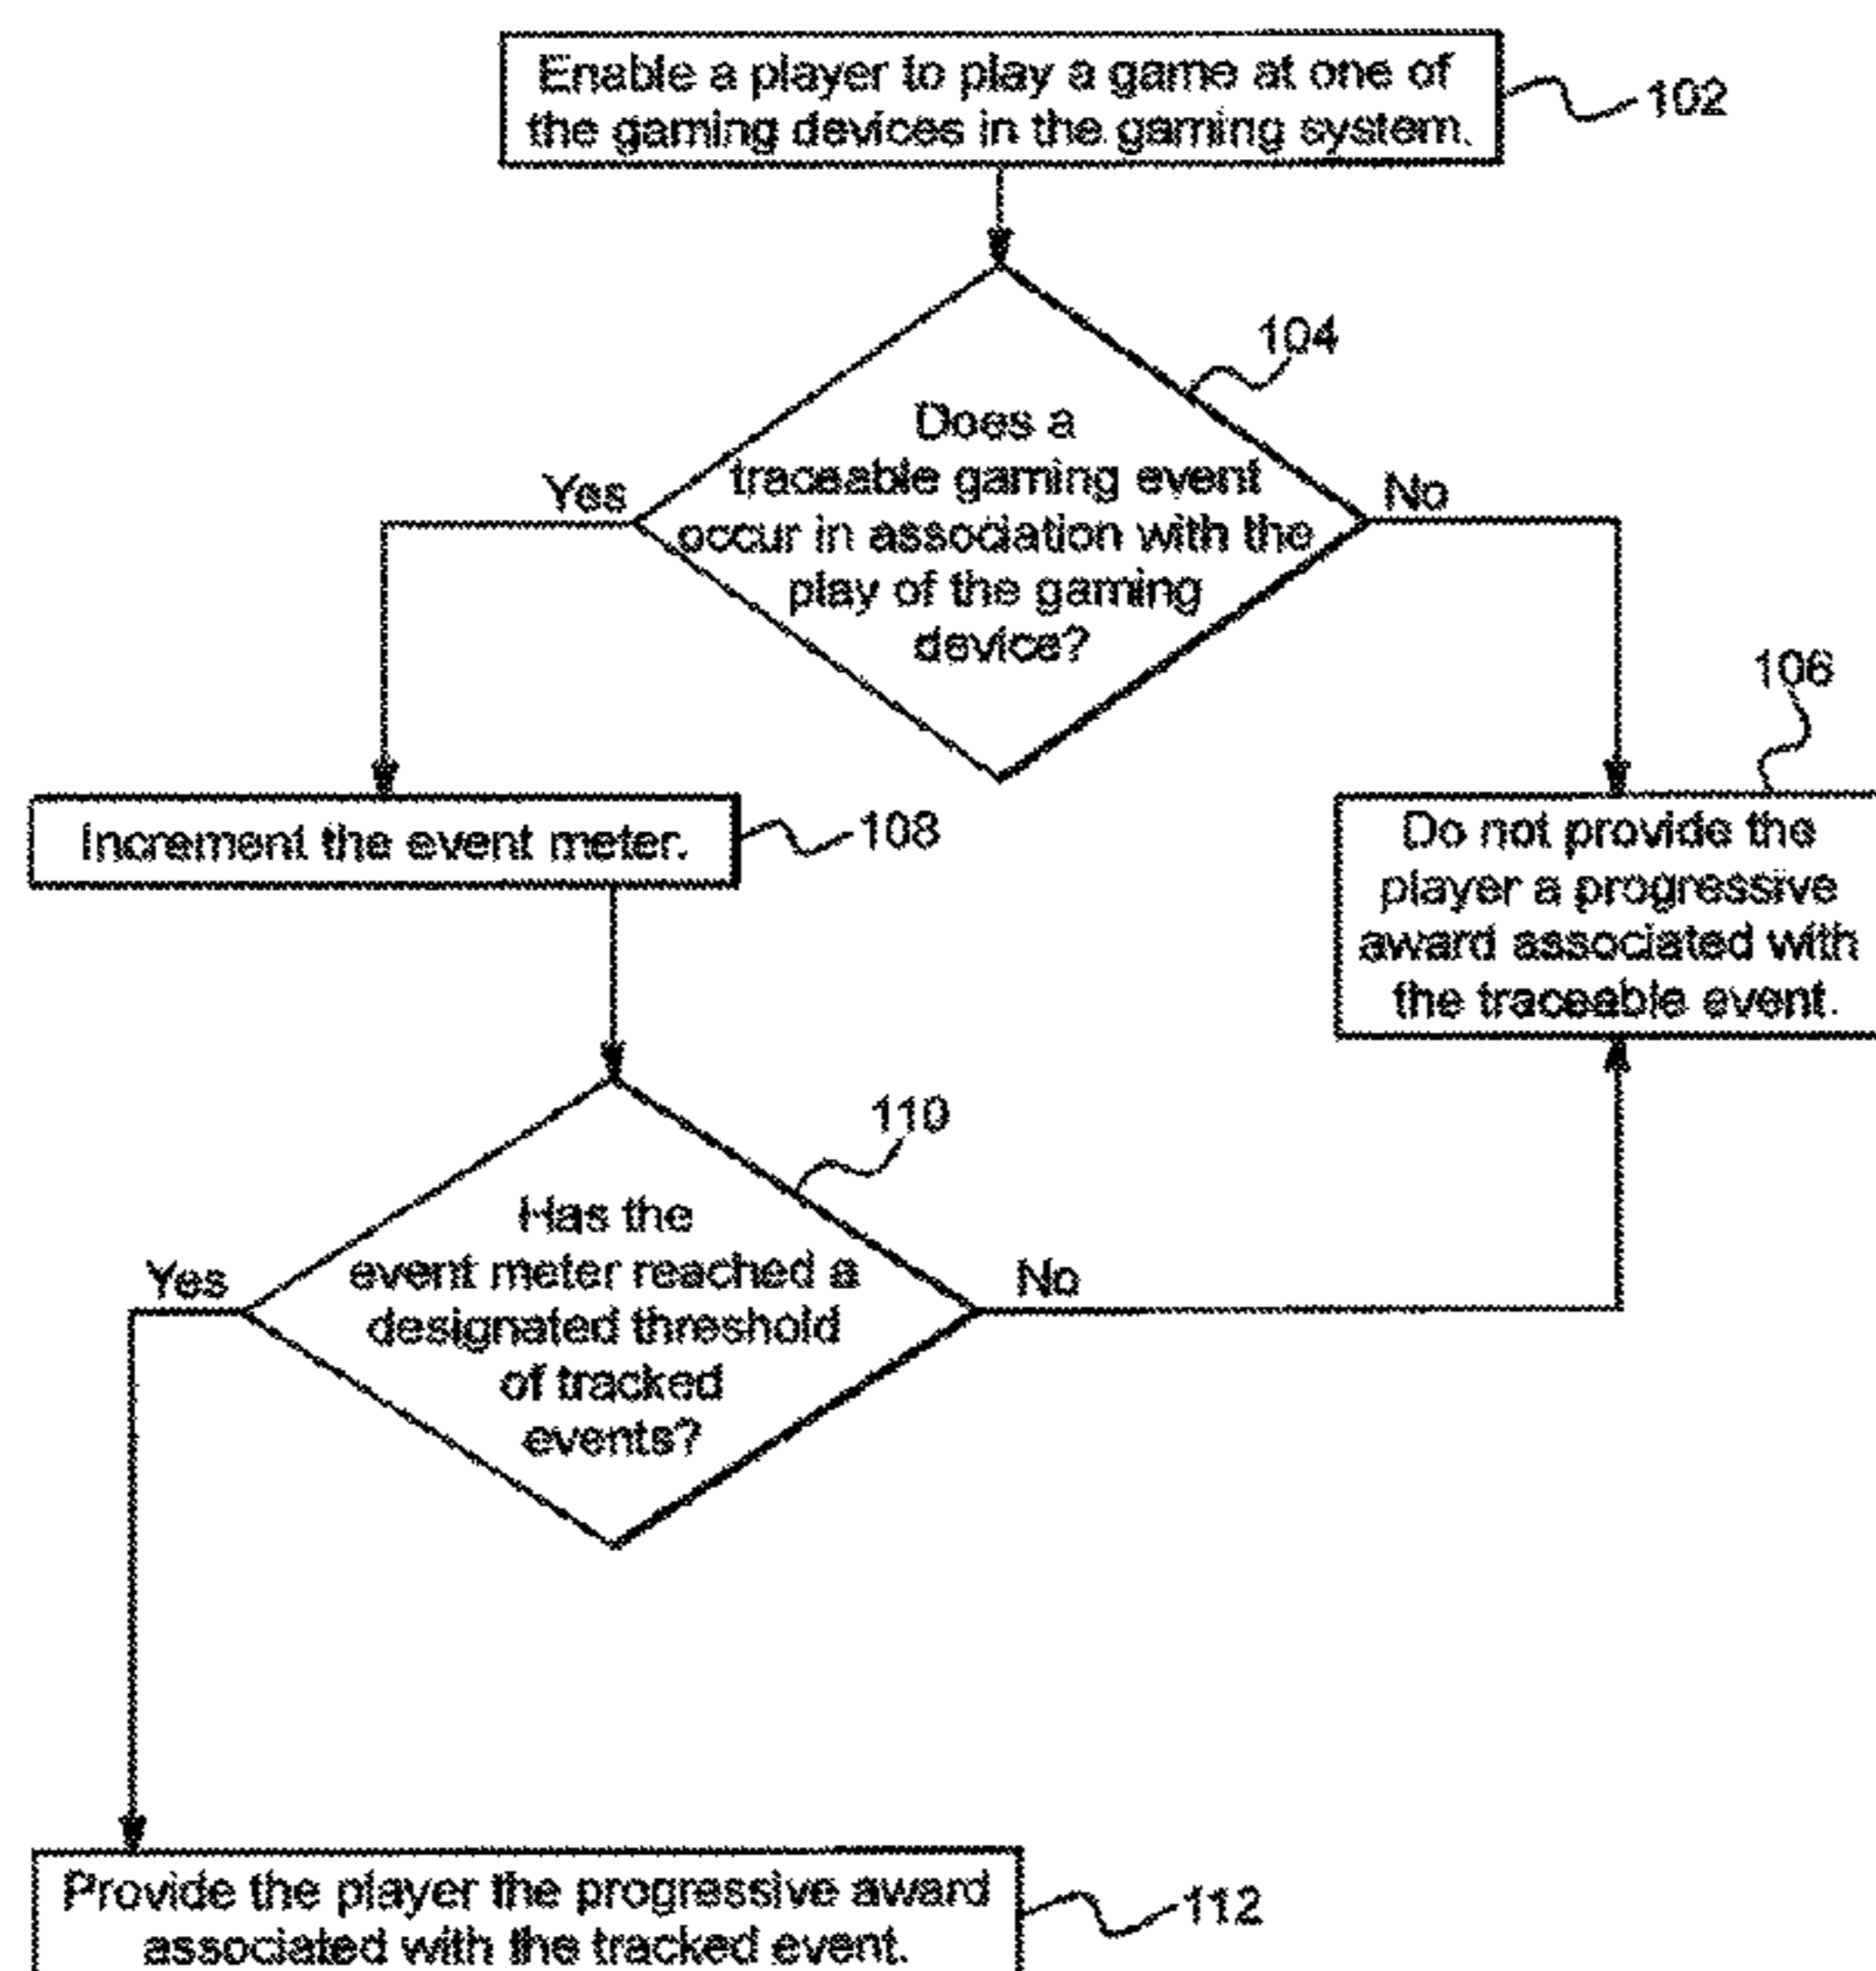 Enable a player to play a game at one of
the gaming devices in the gaming system.
102
104
Does a
traceable gaming event
occur in association with the
play of the gaming
device?
Yes
No
106
Increment the event meter.
108
Do not provide the
player a progressive
award associated with
the traceable event.
110
Has the
event meter reached a
designated threshold
of tracked
events?
Yes
No
Provide the player the progressive award
associated with the tracked event.
112